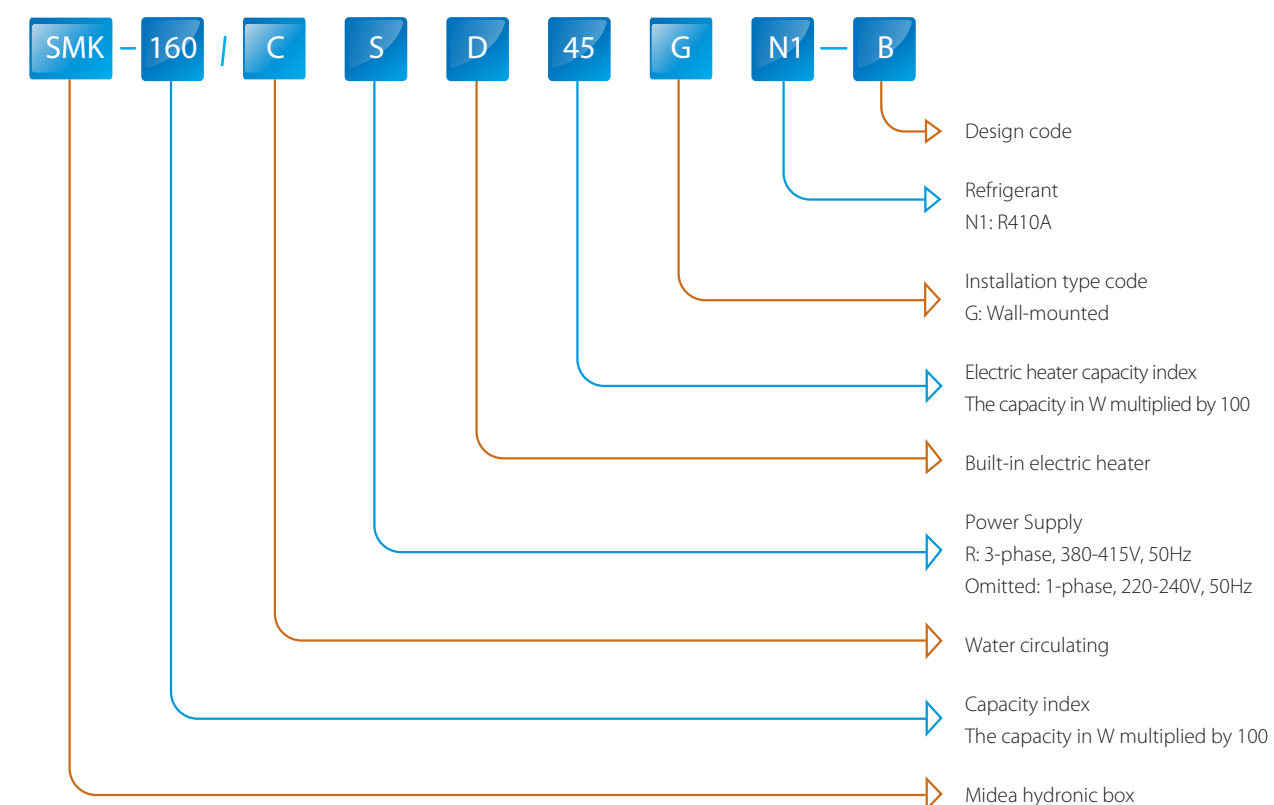 SMK – 160 / C S D 45 G N1 — B
Design code
Refrigerant
N1: R410A
Installation type code
G: Wall-mounted
Electric heater capacity index
The capacity in W multiplied by 100
Built-in electric heater
Power Supply
R: 3-phase, 380-415V, 50Hz
Omitted: 1-phase, 220-240V, 50Hz
Water circulating
Capacity index
The capacity in W multiplied by 100
Midea hydronic box